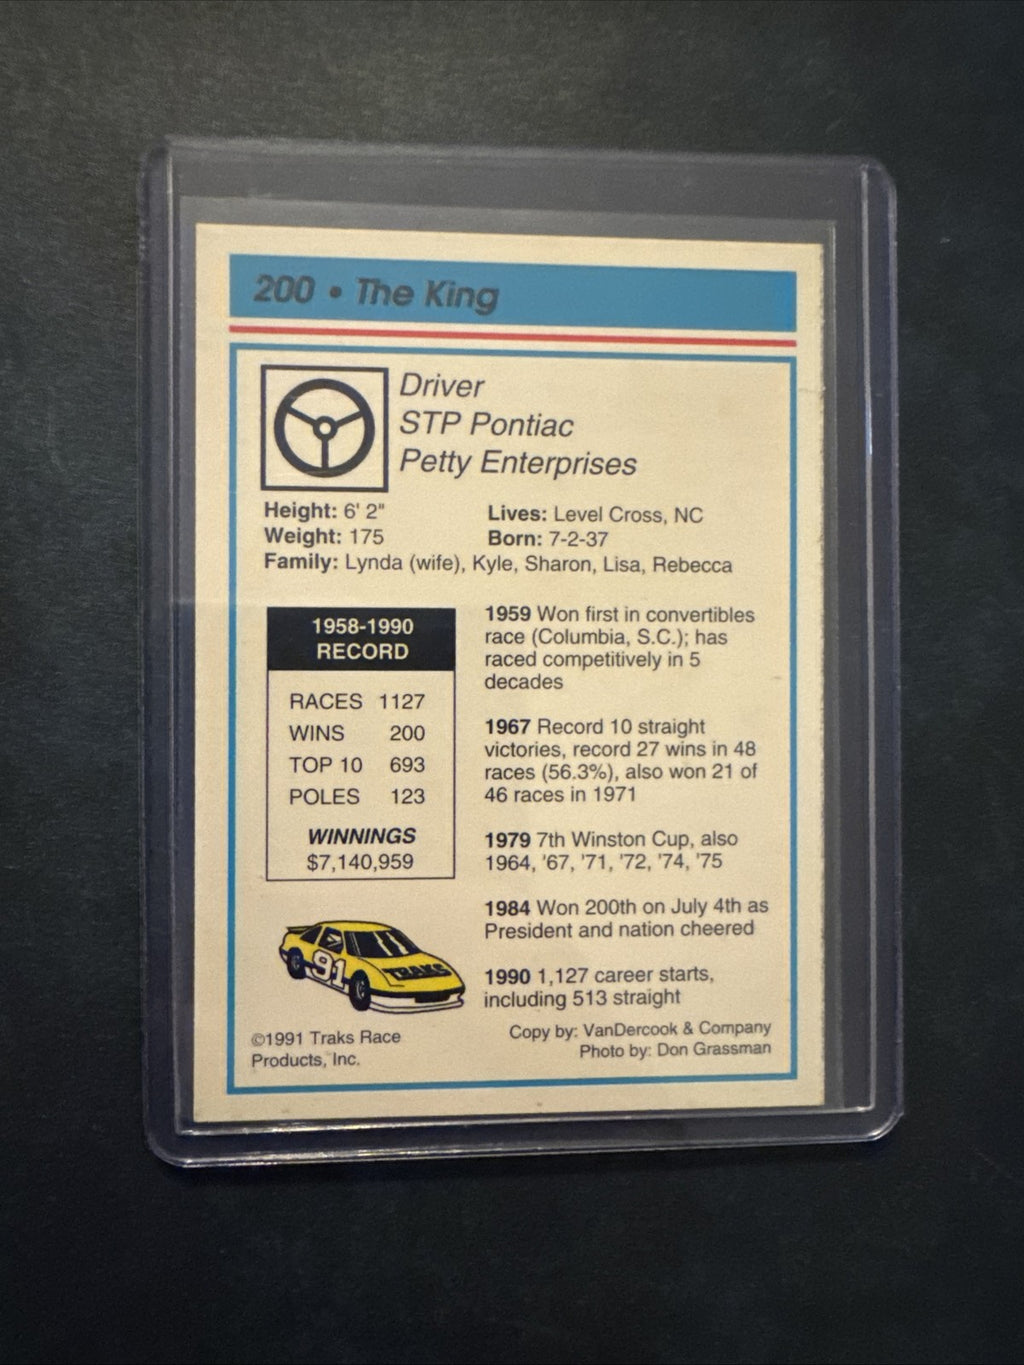 200 • The King
Driver
STP Pontiac
Petty Enterprises
Height: 6' 2"
Weight: 175
Lives: Level Cross, NC
Born: 7-2-37
Family: Lynda (wife), Kyle, Sharon, Lisa, Rebecca
1958-1990
RECORD
RACES 1127
WINS 200
TOP 10 693
POLES 123
WINNINGS
$7,140,959
1959 Won first in convertibles
race (Columbia, S.C.); has
raced competitively in 5
decades
1967 Record 10 straight
victories, record 27 wins in 48
races (56.3%), also won 21 of
46 races in 1971
1979 7th Winston Cup, also
1964, '67, '71, '72, '74, '75
1984 Won 200th on July 4th as
President and nation cheered
1990 1,127 career starts,
including 513 straight
91
TRAKS
©1991 Traks Race
Products, Inc.
Copy by: VanDercook & Company
Photo by: Don Grassman